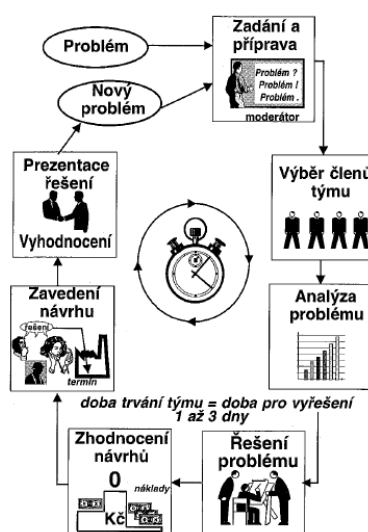 Problém
Nový
problém
Zadání a
příprava
Problém ?
Problém !
Problém .
moderátor
Výběr členů
týmu
Analýza
problému
doba trvání týmu = doba pro vyřešení
1 až 3 dny
Řešení
problému
Zhodnocení
návrhů
0
náklady
Kč
Zavedení
návrhu
řešení
termín
Prezentace
řešení
Vyhodnocení